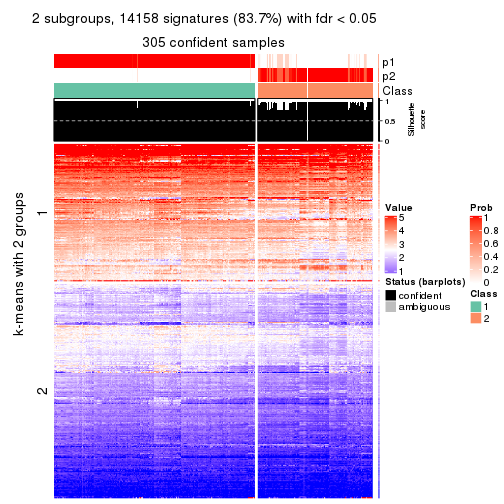 2 subgroups, 14158 signatures (83.7%) with fdr < 0.05
305 confident samples
p1
p2
Class
1
0.5
0
Silhouette
score
k-means with 2 groups
1
2
Value
5
4
3
2
1
Status (barplots)
confident
ambiguous
Prob
1
0.8
0.6
0.4
0.2
0
Class
1
2